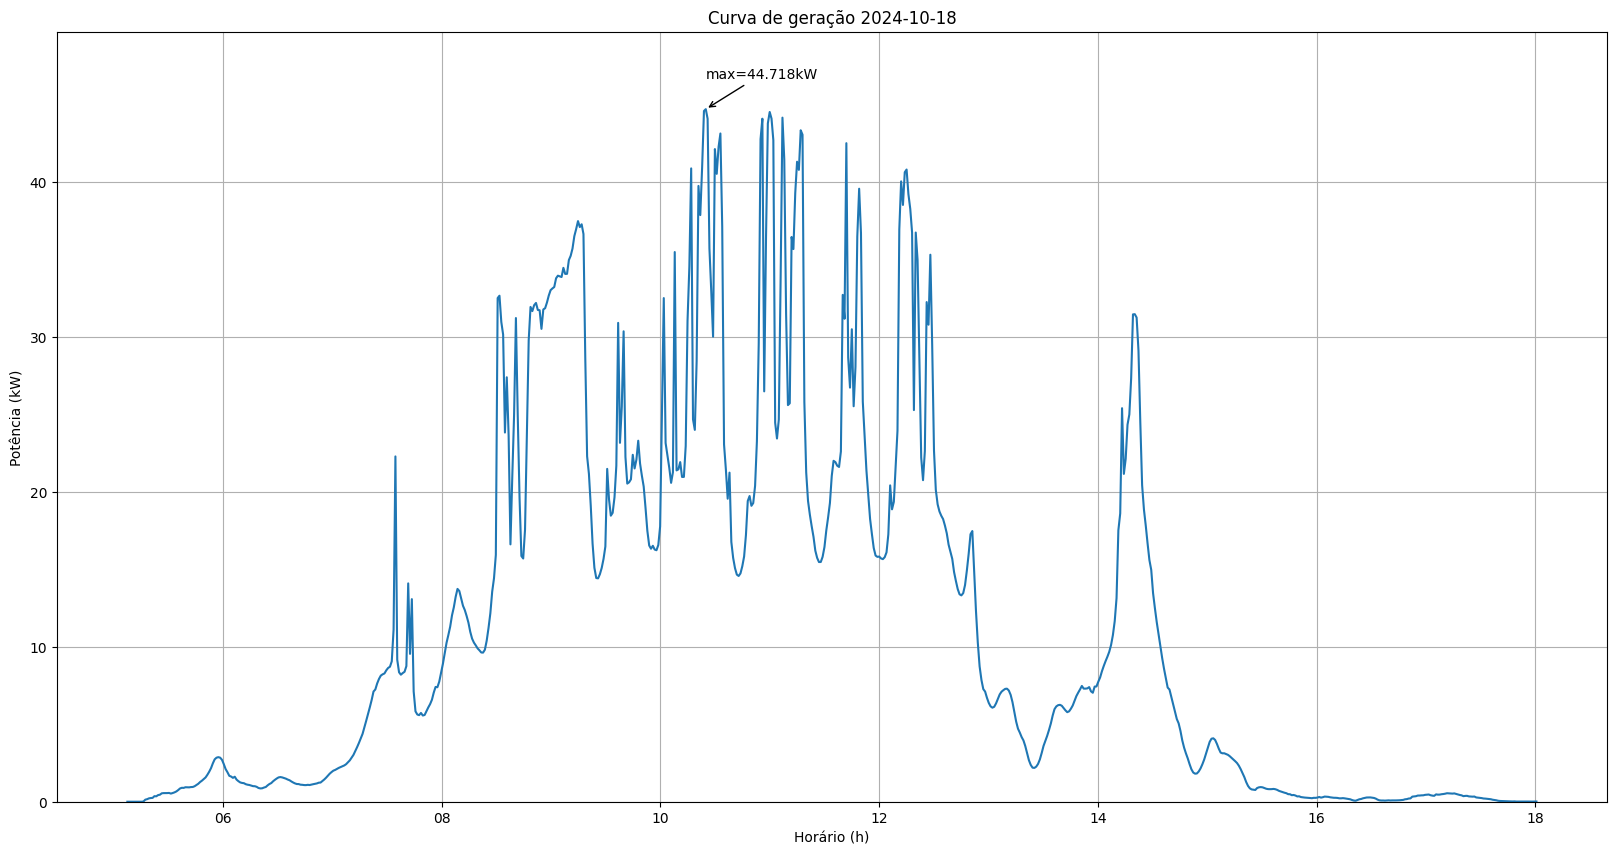 Curva de geração 2024-10-18
max=44.718kW
Potência (kW)
40
30
20
10
0
06 08 10 12 14 16 18
Horário (h)